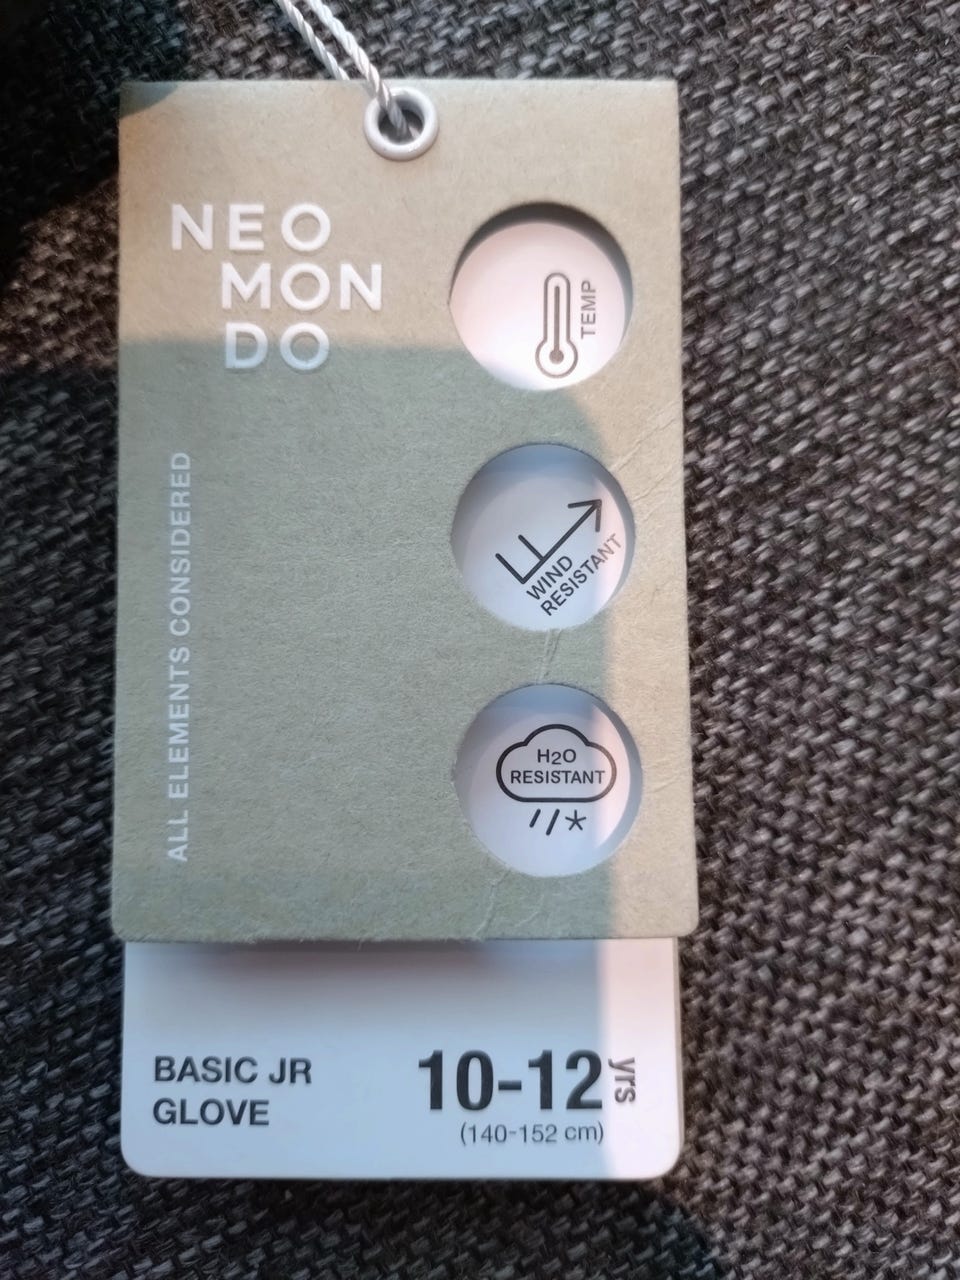 NEO
MON
DO
TEMP
WIND
RESISTANT
H2O
RESISTANT
ALL ELEMENTS CONSIDERED
BASIC JR
GLOVE
10-12 yrs
(140-152 cm)